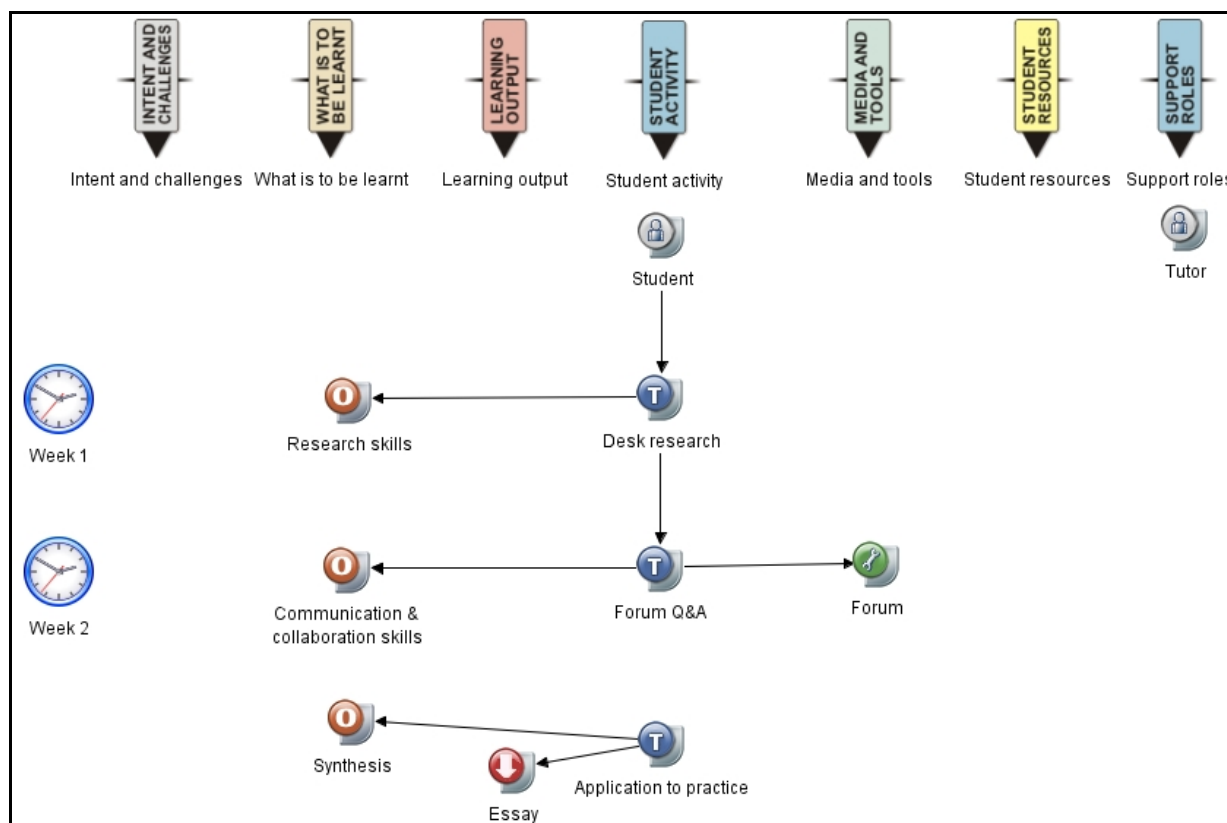 INTENT AND
CHALLENGES
WHAT IS TO
BE LEARNT
LEARNING
OUTPUT
STUDENT
ACTIVITY
MEDIA AND
TOOLS
STUDENT
RESOURCES
SUPPORT
ROLES
Intent and challenges
What is to be learnt
Learning output
Student activity
Media and tools
Student resources
Support roles
Student
Tutor
T
O
Week 1
Research skills
Desk research
T
O
Week 2
Communication &
collaboration skills
Forum Q&A
Forum
O
T
Synthesis
Application to practice
Essay